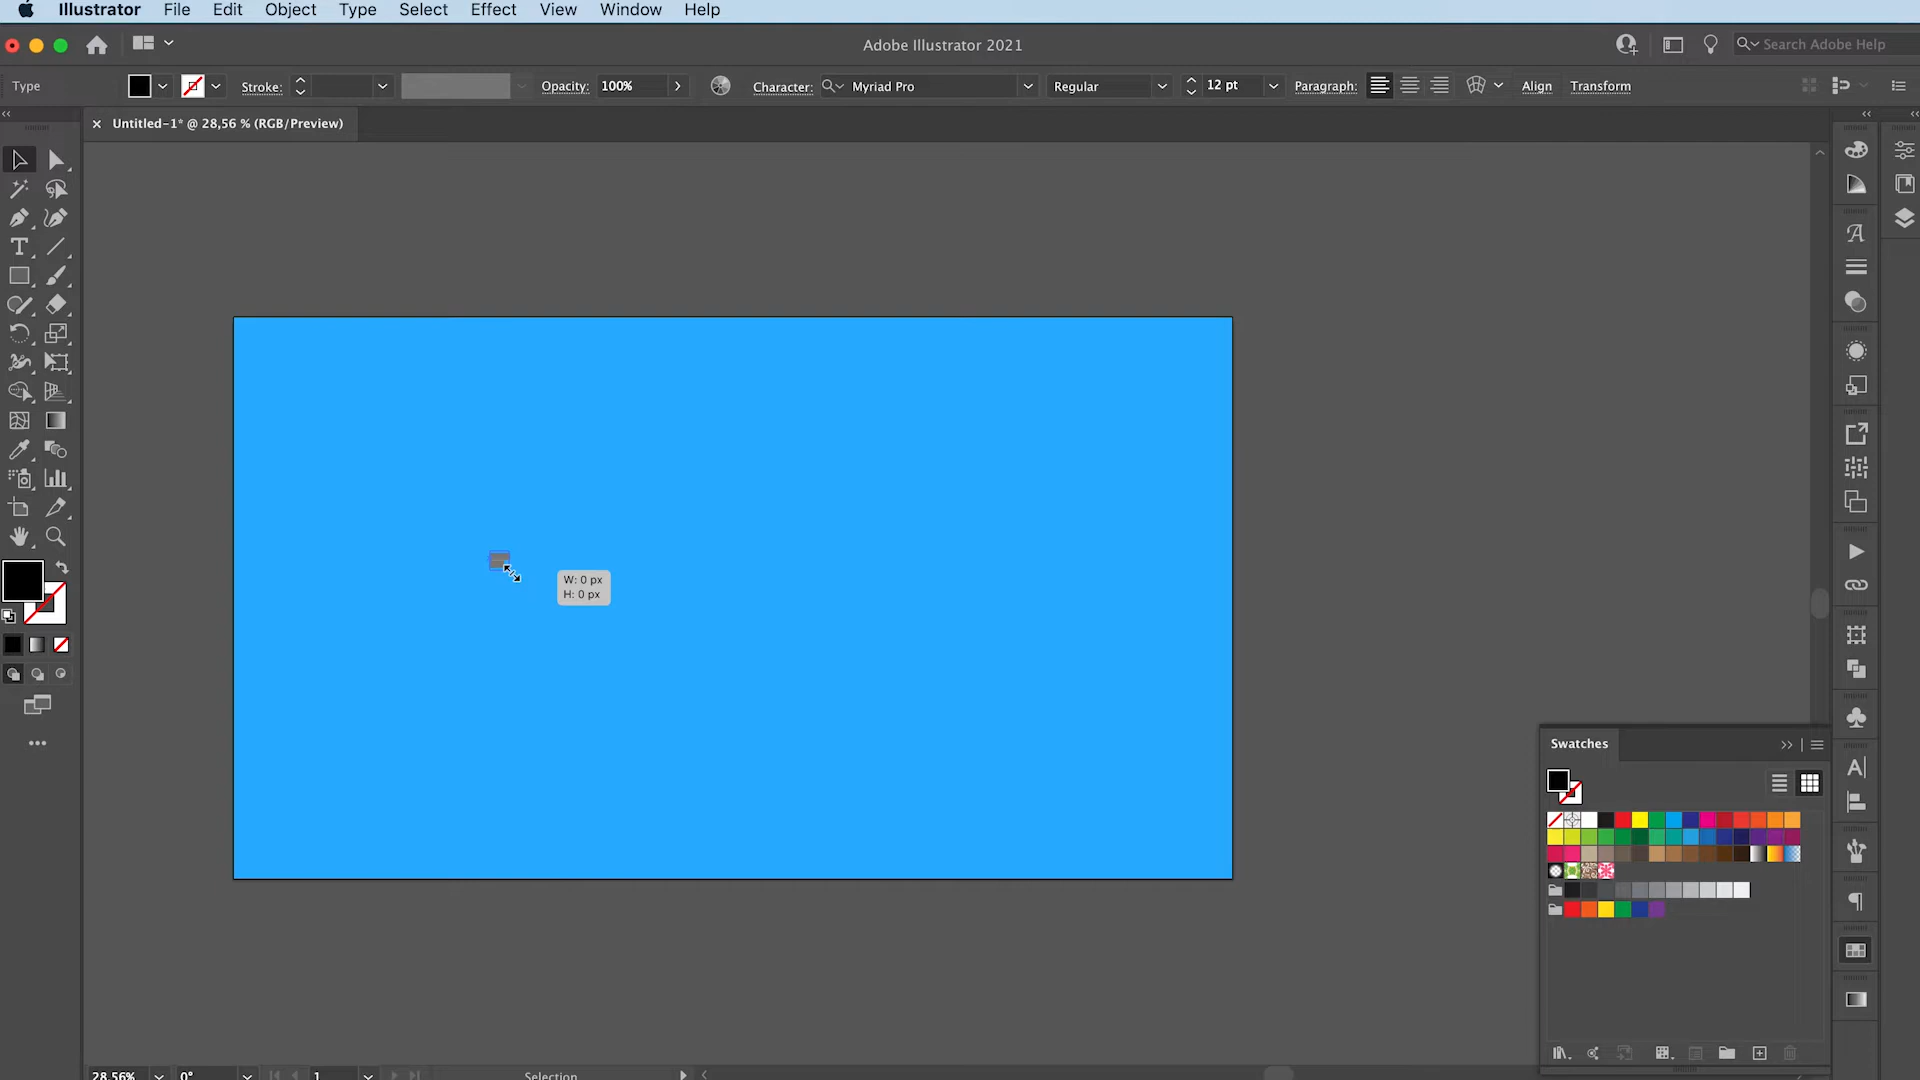 Illustrator File Edit Object Type Select Effect View Window Help
Adobe Illustrator 2021
Search Adobe Help
Type
Stroke:
Opacity: 100%
Character: Myriad Pro
Regular
12 pt
Paragraph:
Align
Transform
Untitled-1* @ 28,56 % (RGB/Preview)
W: 0 px
H: 0 px
Swatches
28,56%
0°
1
Selection